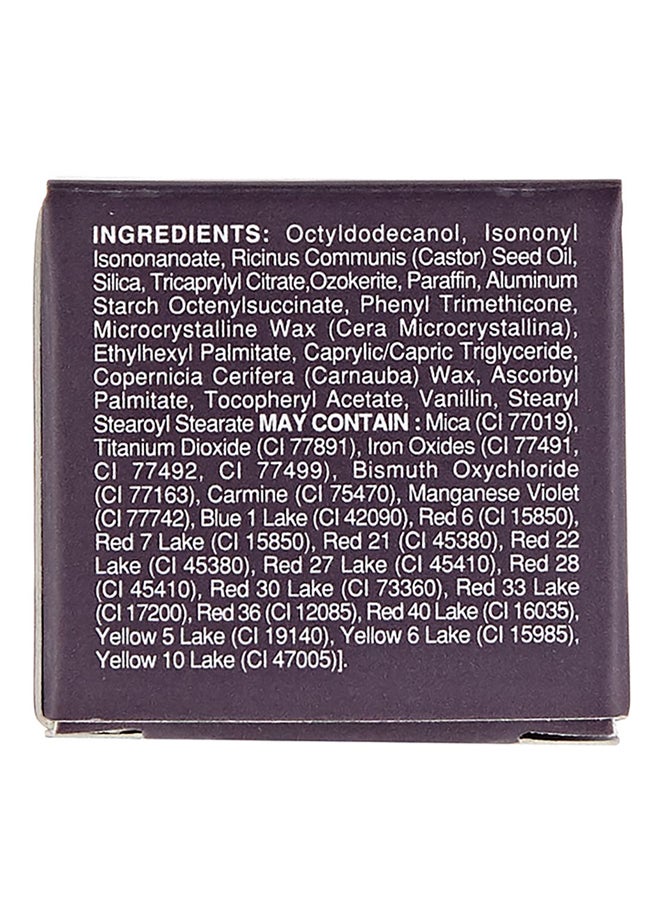 INGREDIENTS: Octyldodecanol, Isononyl
Isononanoate, Ricinus Communis (Castor) Seed Oil,
Silica, Tricaprylyl Citrate,Ozokerite, Paraffin, Aluminum
Starch Octenylsuccinate, Phenyl Trimethicone,
Microcrystalline Wax (Cera Microcrystallina),
Ethylhexyl Palmitate, Caprylic/Capric Triglyceride,
Copernicia Cerifera (Carnauba) Wax, Ascorbyl
Palmitate, Tocopheryl Acetate, Vanillin, Stearyl
Stearoyl Stearate MAY CONTAIN : Mica (CI 77019),
Titanium Dioxide (CI 77891), Iron Oxides (CI 77491,
CI 77492, CI 77499), Bismuth Oxychloride
(CI 77163), Carmine (CI 75470), Manganese Violet
(CI 77742), Blue 1 Lake (CI 42090), Red 6 (CI 15850),
Red 7 Lake (CI 15850), Red 21 (CI 45380), Red 22
Lake (CI 45380), Red 27 Lake (CI 45410), Red 28
(CI 45410), Red 30 Lake (CI 73360), Red 33 Lake
(CI 17200), Red 36 (CI 12085), Red 40 Lake (CI 16035),
Yellow 5 Lake (CI 19140), Yellow 6 Lake (CI 15985),
Yellow 10 Lake (CI 47005)].